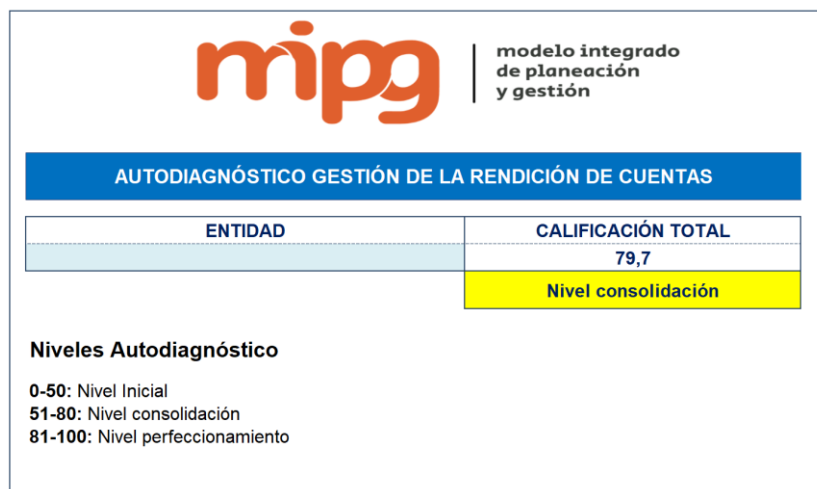 mipg
modelo integrado
de planeación
y gestión
AUTODIAGNÓSTICO GESTIÓN DE LA RENDICIÓN DE CUENTAS
ENTIDAD CALIFICACIÓN TOTAL
79,7
Nivel consolidación
Niveles Autodiagnóstico
0-50: Nivel Inicial
51-80: Nivel consolidación
81-100: Nivel perfeccionamiento